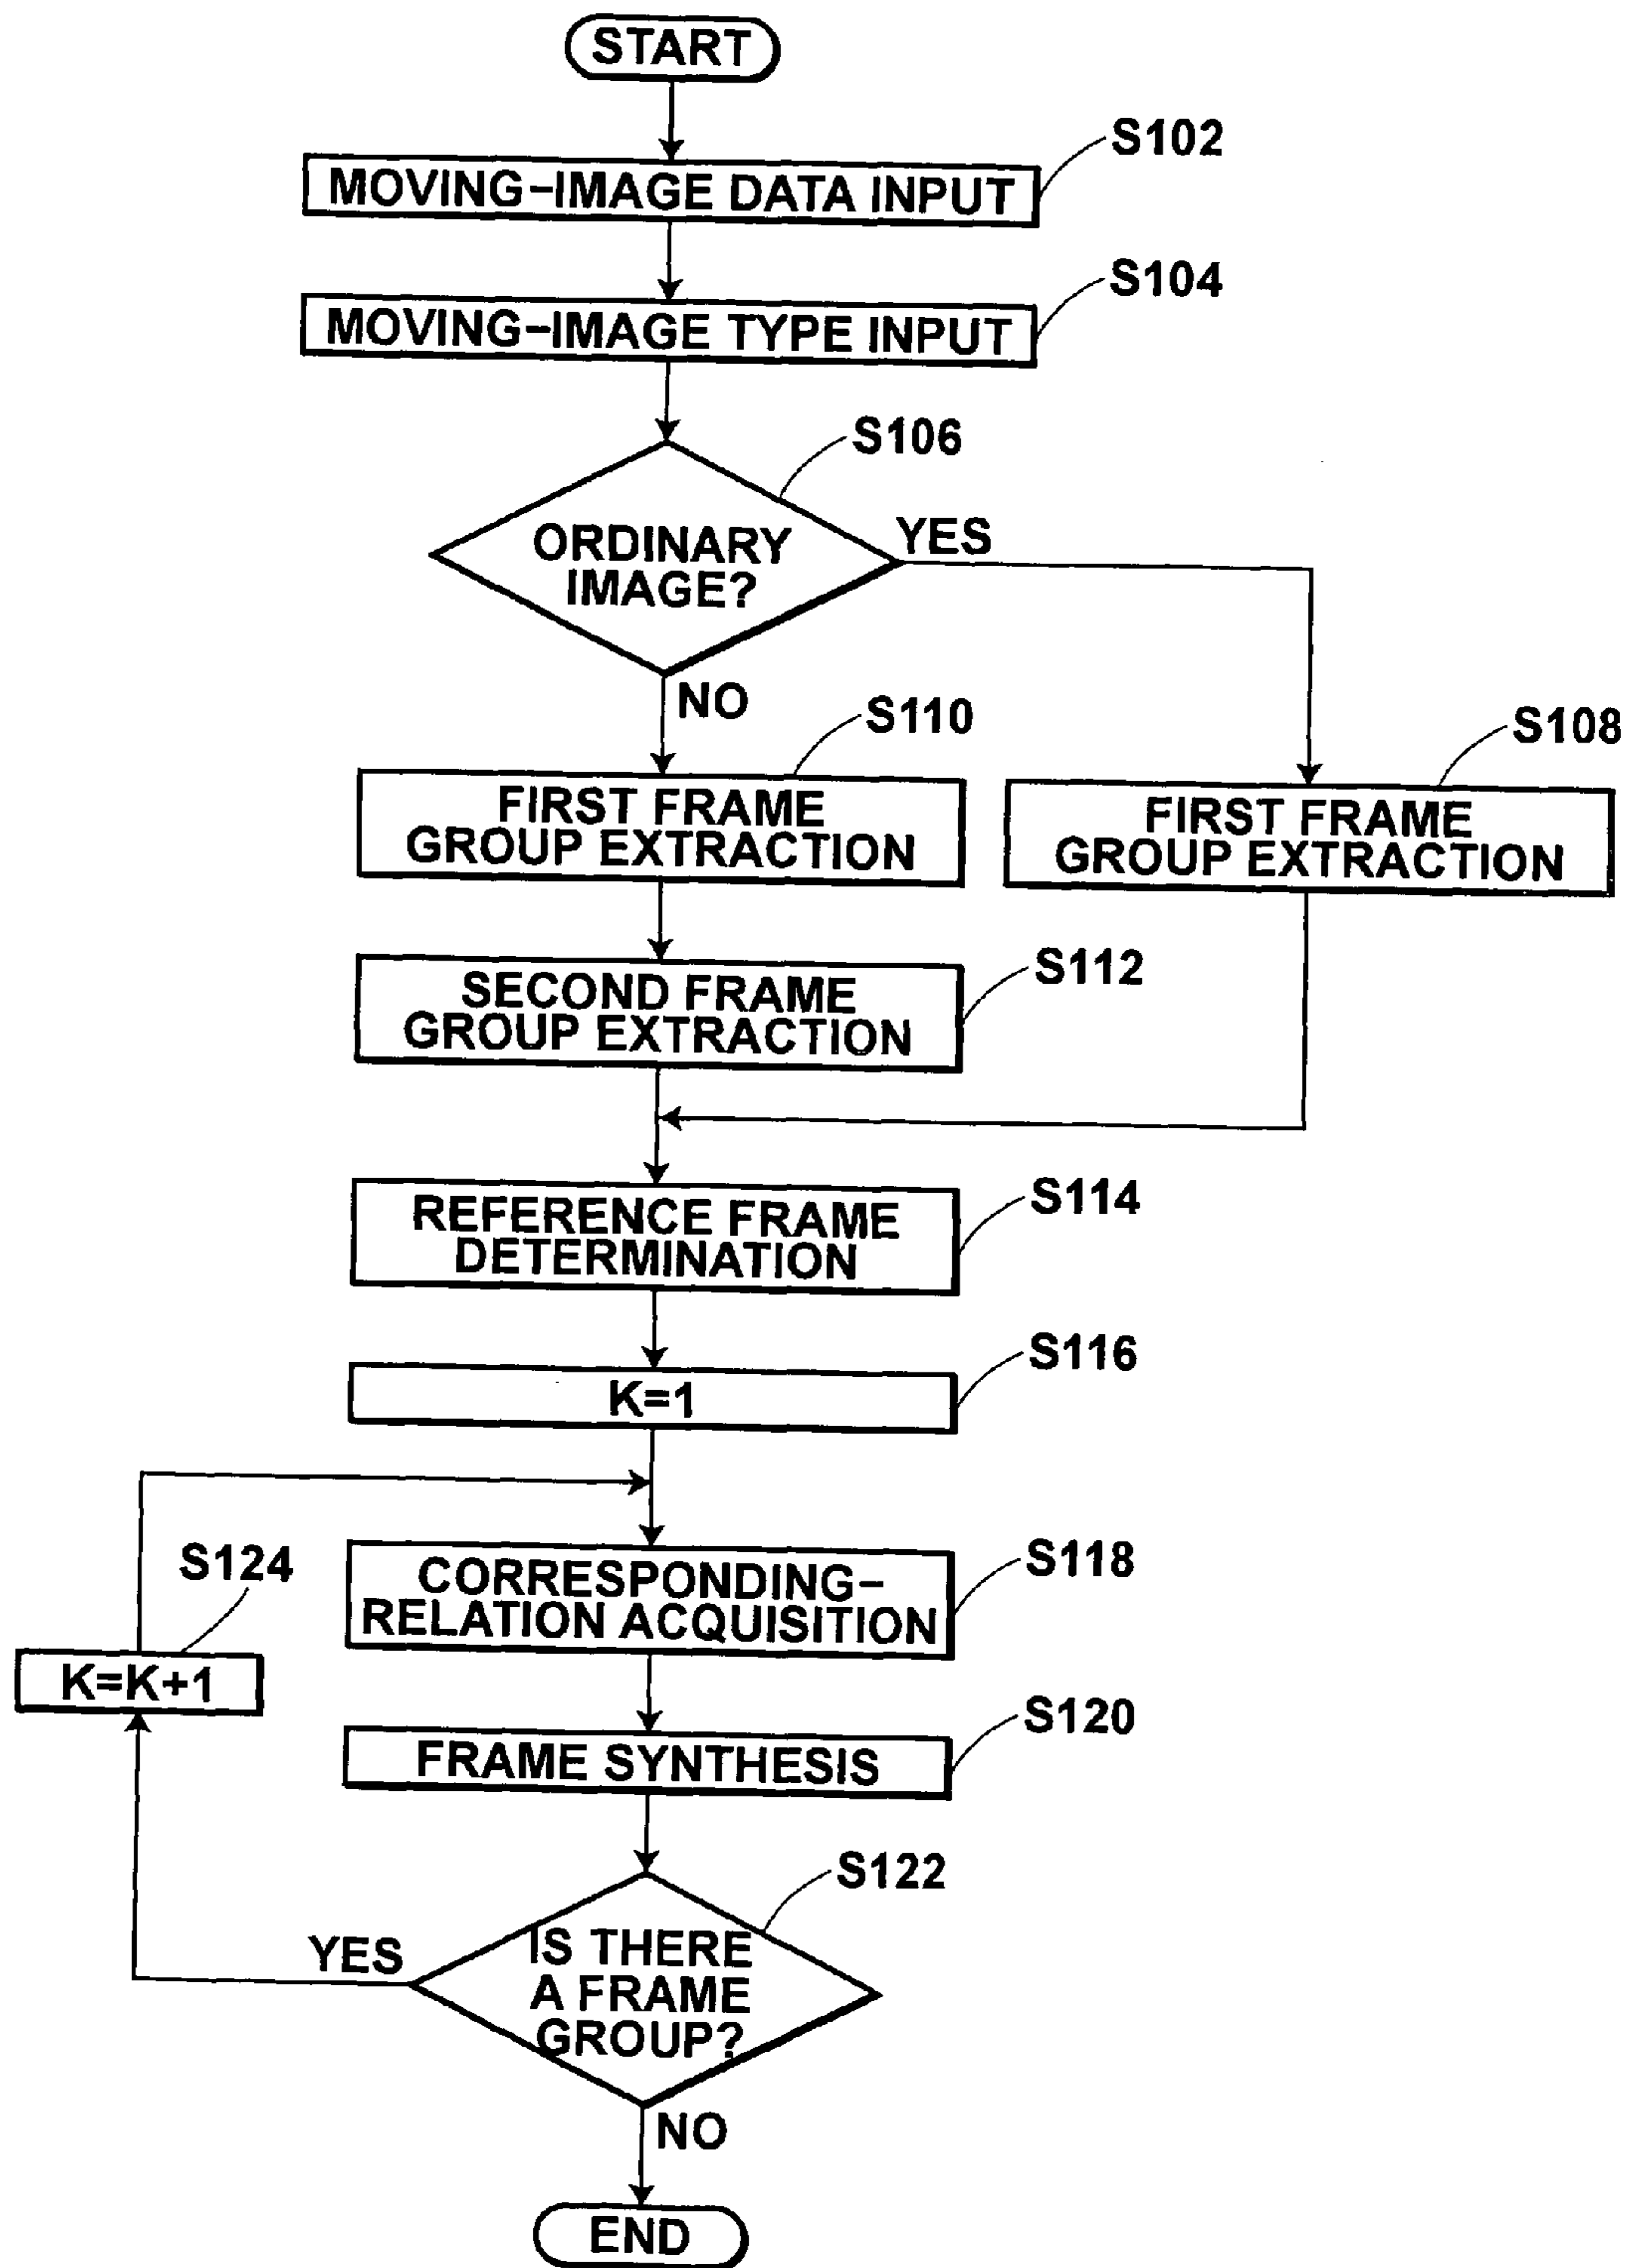 START
S102
MOVING-IMAGE DATA INPUT
S104
MOVING-IMAGE TYPE INPUT
S106
ORDINARY
IMAGE?
YES
NO
S110
FIRST FRAME
GROUP EXTRACTION
S108
FIRST FRAME
GROUP EXTRACTION
S112
SECOND FRAME
GROUP EXTRACTION
S114
REFERENCE FRAME
DETERMINATION
S116
K=1
S118
CORRESPONDING-
RELATION ACQUISITION
S124
K=K+1
S120
FRAME SYNTHESIS
S122
IS THERE
A FRAME
GROUP?
YES
NO
END